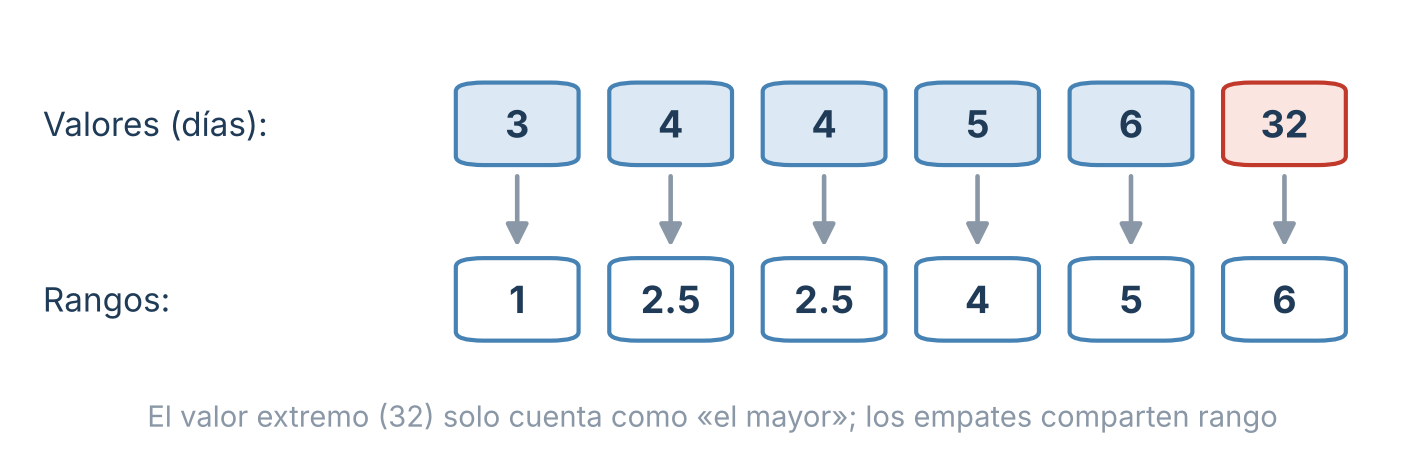 Valores (días): 3 4 4 5 6 32
Rangos: 1 2.5 2.5 4 5 6
El valor extremo (32) solo cuenta como «el mayor»; los empates comparten rango